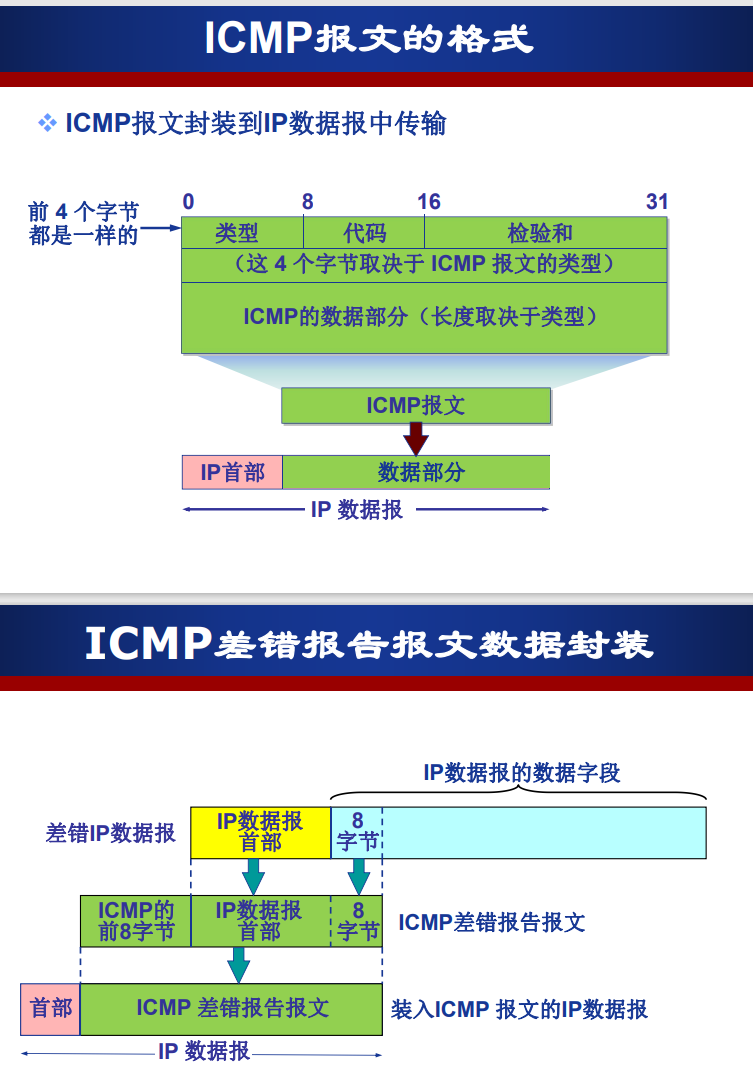 ICMP报文的格式
ICMP报文封装到IP数据报中传输
0 8 16 31
前 4 个字节
都是一样的
类型 代码 检验和
（这 4 个字节取决于 ICMP 报文的类型）
ICMP的数据部分（长度取决于类型）
ICMP报文
IP首部 数据部分
IP 数据报
ICMP差错报告报文数据封装
IP数据报的数据字段
差错IP数据报
IP数据报
首部
8
字节
ICMP的
前8字节
IP数据报
首部
8
字节
ICMP差错报告报文
首部
ICMP 差错报告报文
装入ICMP 报文的IP数据报
IP 数据报